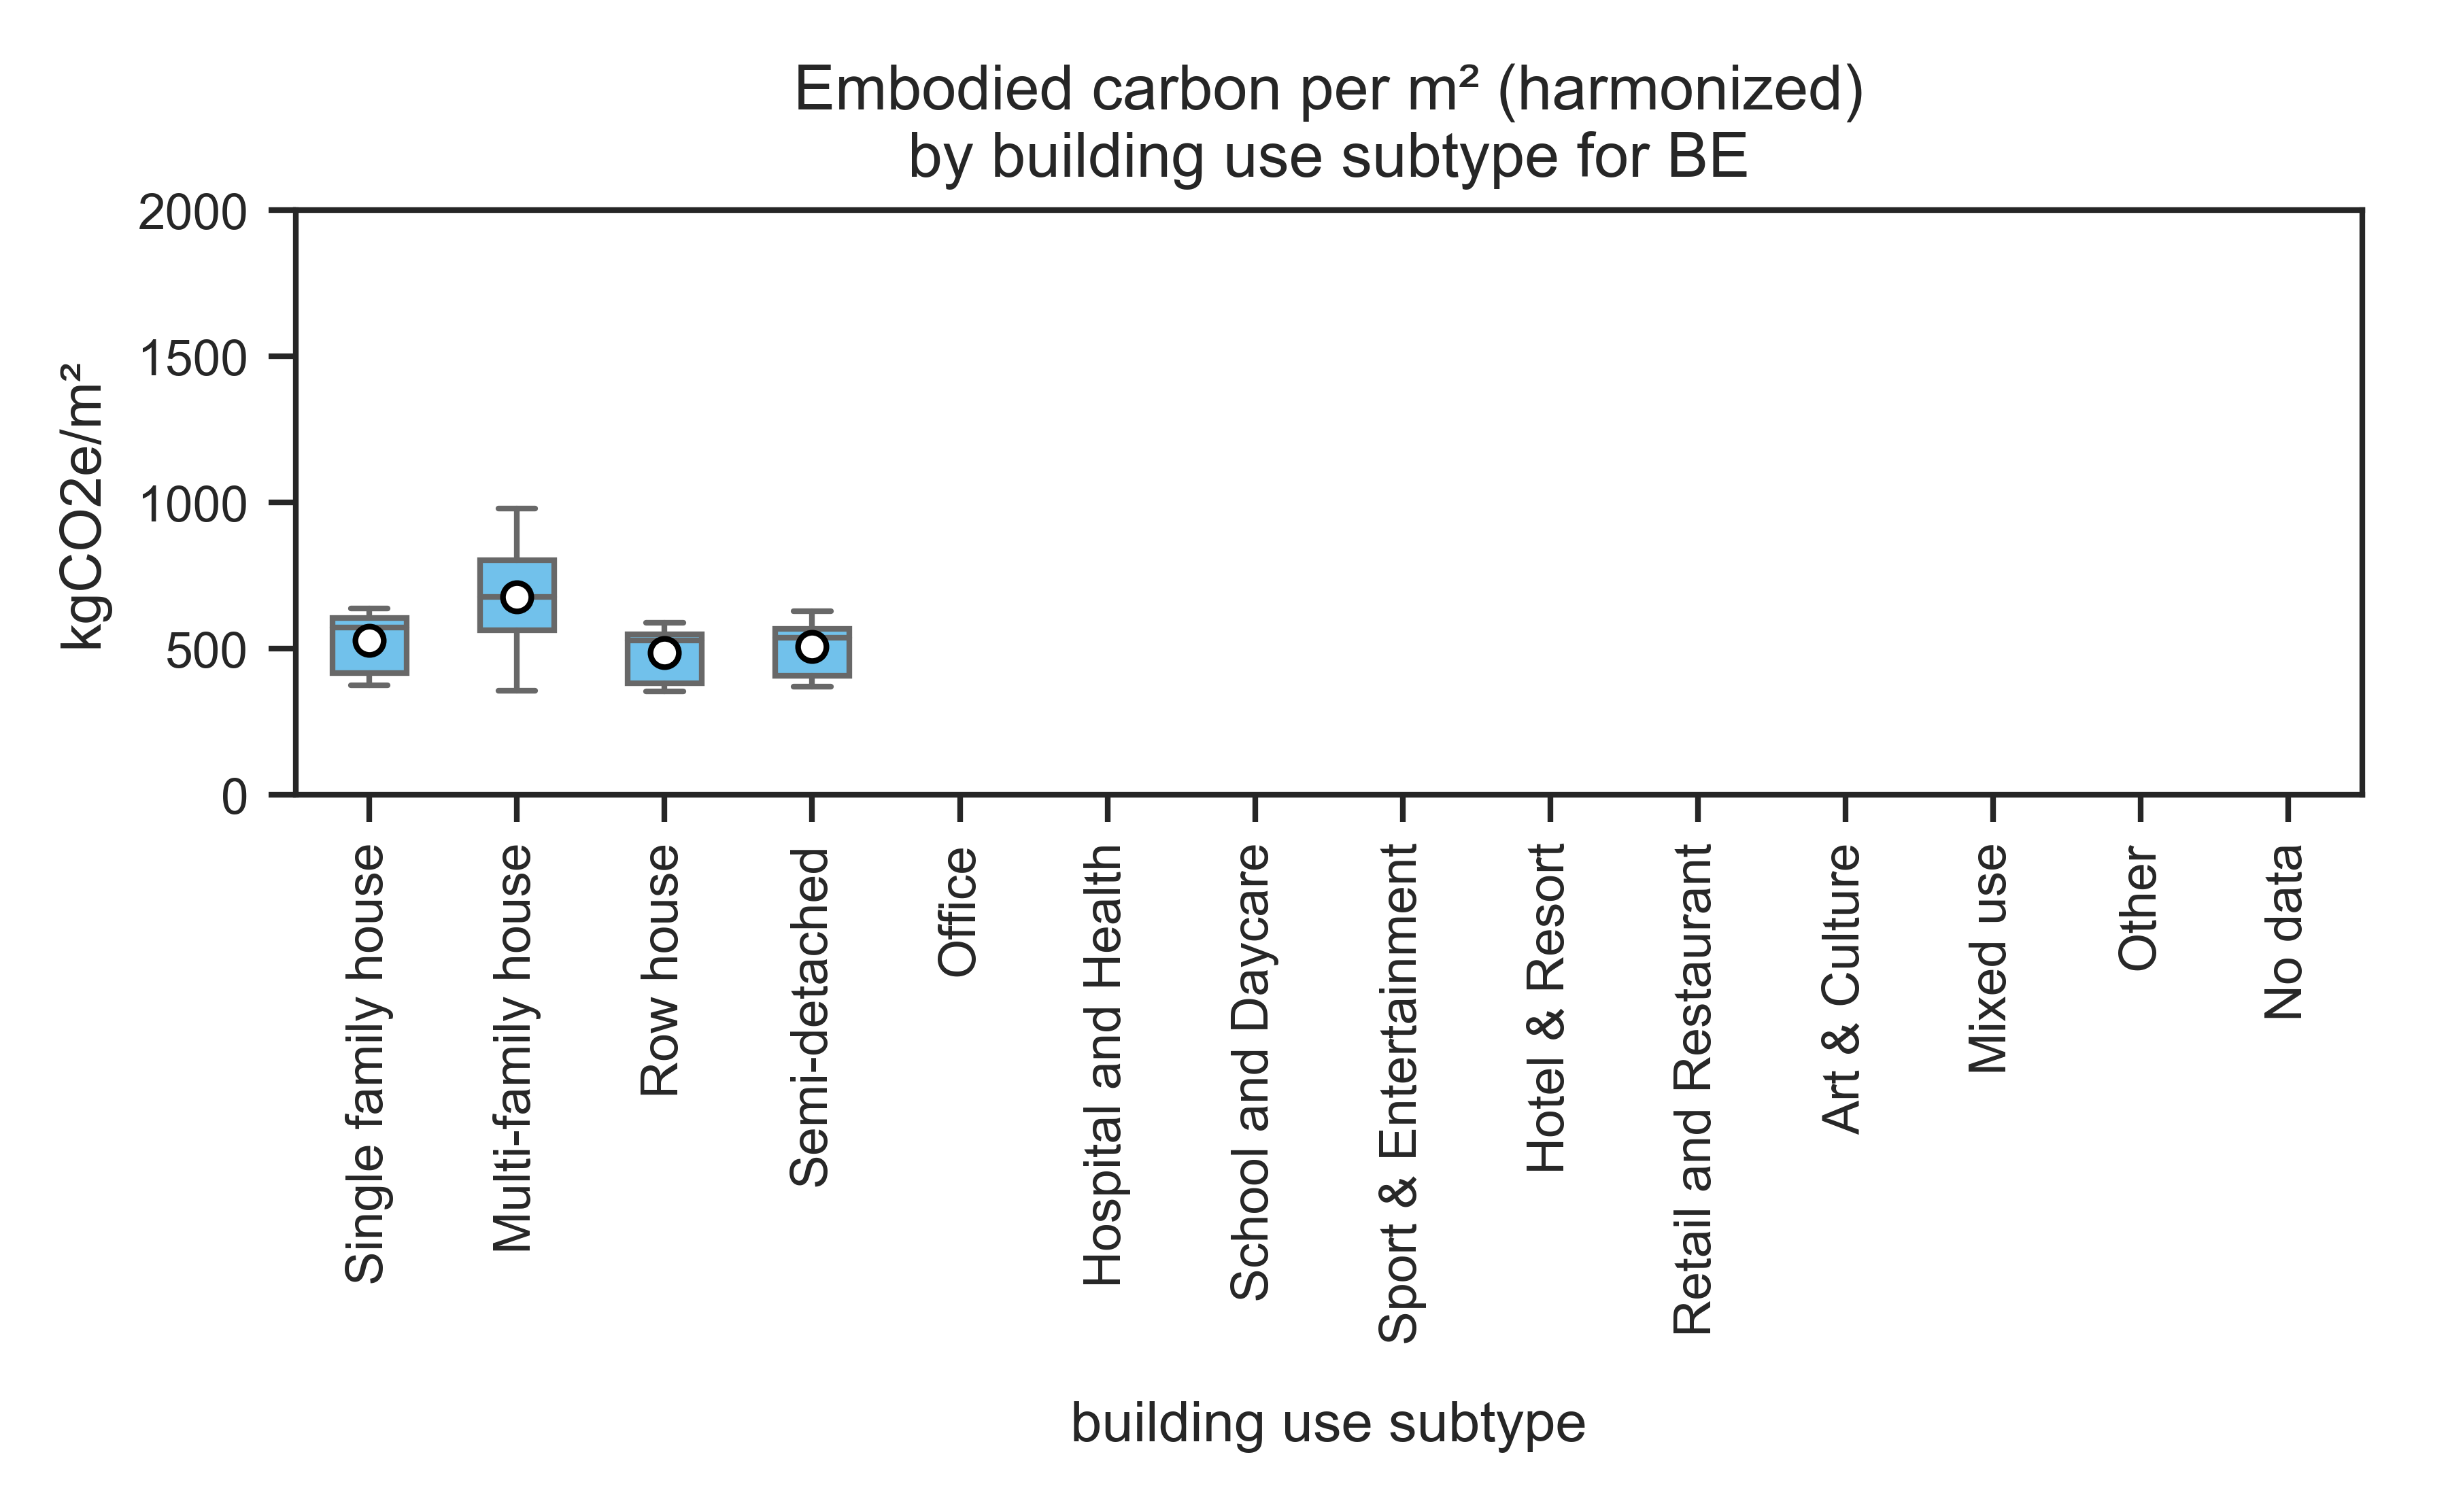 Embodied carbon per m² (harmonized)
by building use subtype for BE
kgCO2e/m²
2000
1500
1000
500
0
Single family house
Multi-family house
Row house
Semi-detached
Office
Hospital and Health
School and Daycare
Sport & Entertainment
Hotel & Resort
Retail and Restaurant
Art & Culture
Mixed use
Other
No data
building use subtype